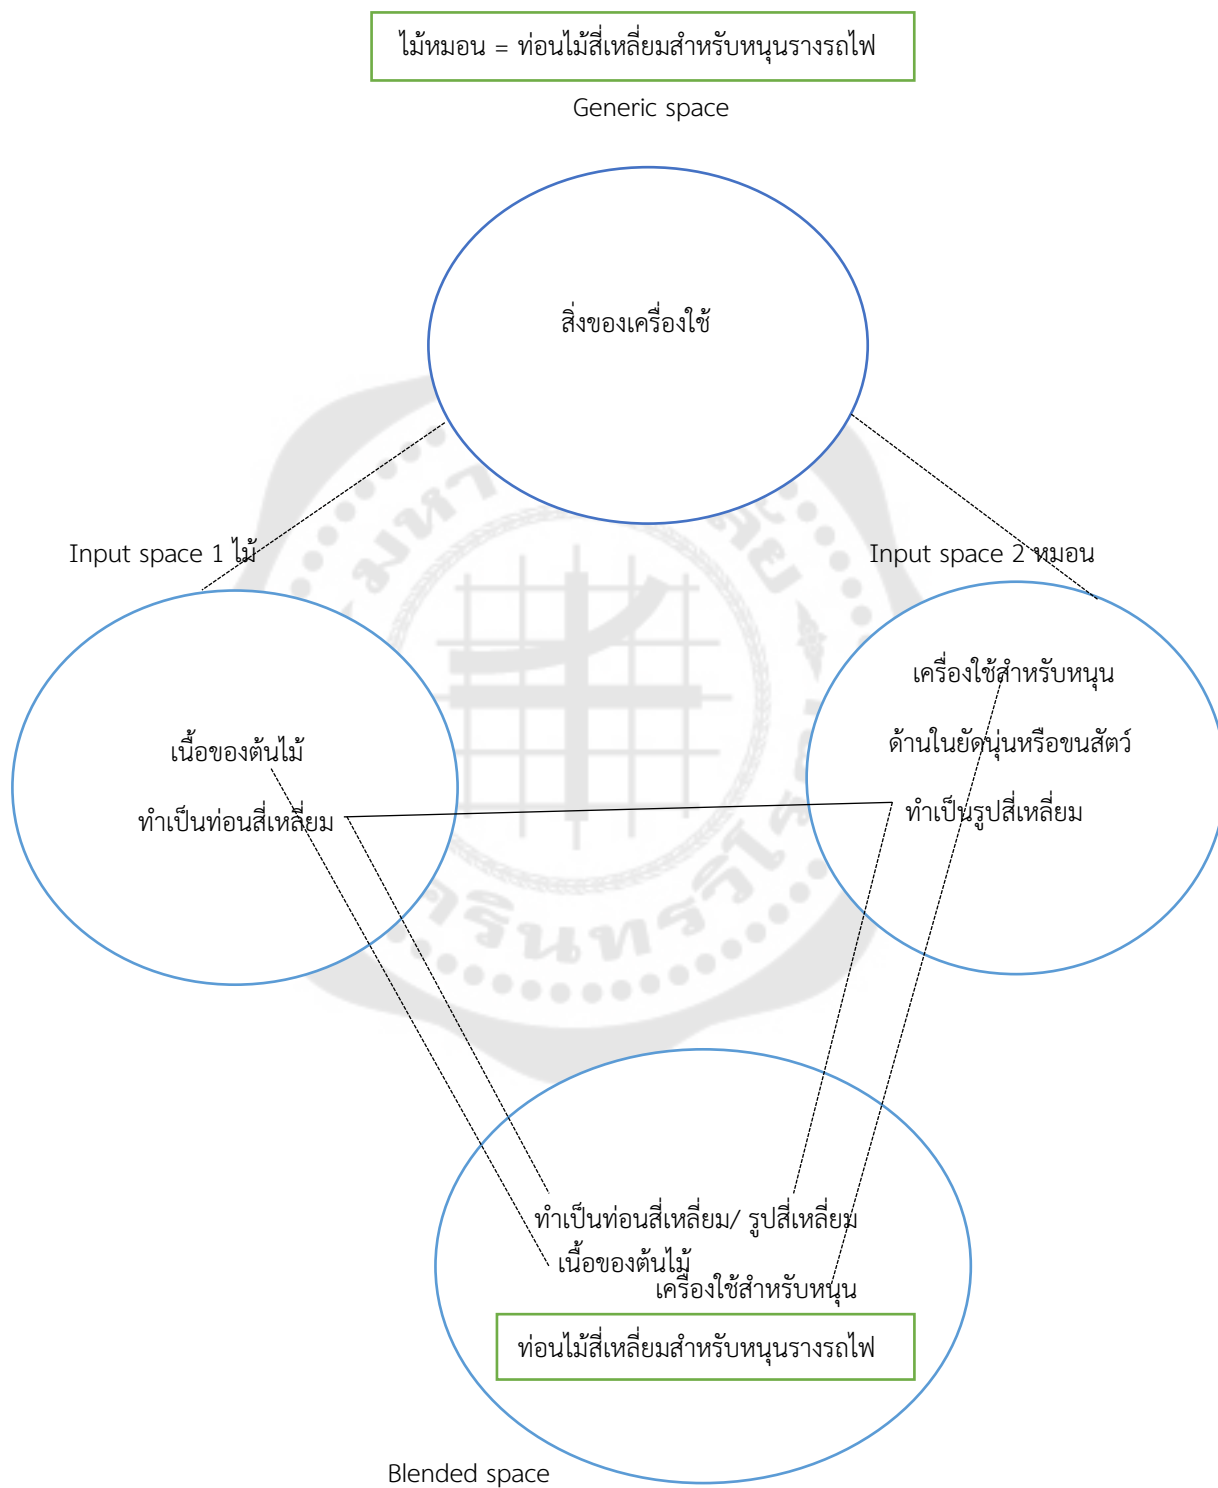 ไม้หมอน = ท่อนไม้สี่เหลี่ยมสำหรับหนุนรางรถไฟ
Generic space
สิ่งของเครื่องใช้
Input space 1 ไม้
Input space 2 หมอน
เครื่องใช้สำหรับหนุน
เนื้อของต้นไม้
ด้านในยัดนุ่นหรือขนสัตว์
ทำเป็นท่อนสี่เหลี่ยม
ทำเป็นรูปสี่เหลี่ยม
ทำเป็นท่อนสี่เหลี่ยม/ รูปสี่เหลี่ยม
เนื้อของต้นไม้
เครื่องใช้สำหรับหนุน
ท่อนไม้สี่เหลี่ยมสำหรับหนุนรางรถไฟ
Blended space